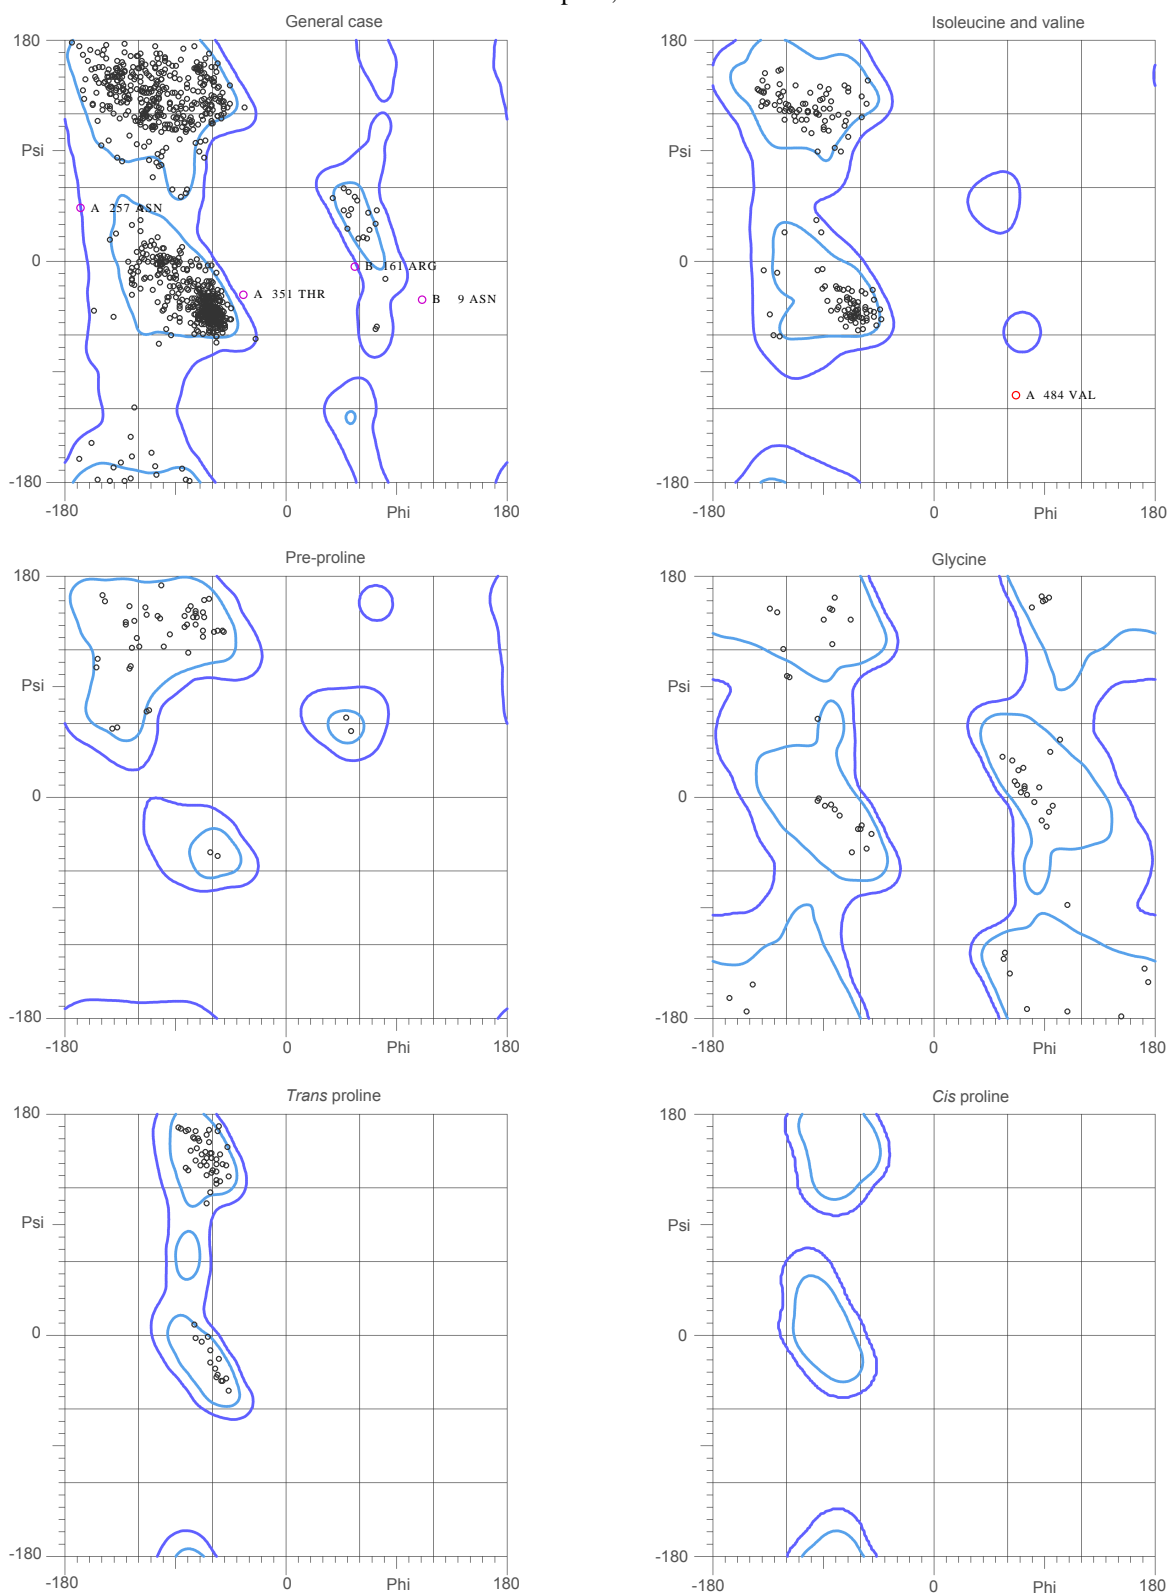 General case
Isoleucine and valine
180
Psi
0
-180
-180
0
Phi
180
A 257 ASN
B 161 ARG
A 351 THR
B 9 ASN
180
Psi
0
-180
-180
0
Phi
180
A 484 VAL
Pre-proline
Glycine
180
Psi
0
-180
-180
0
Phi
180
180
Psi
0
-180
-180
0
Phi
180
Trans proline
Cis proline
180
Psi
0
-180
-180
0
Phi
180
180
Psi
0
-180
-180
0
Phi
180